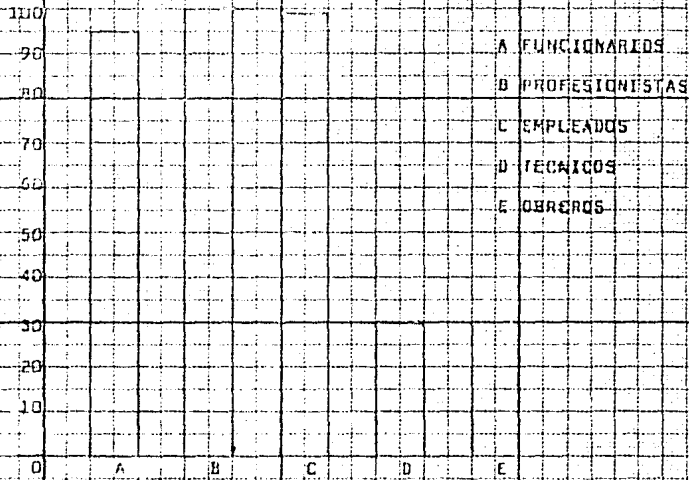 100
90
80
70
60
50
40
30
20
10
0 A B C D E
A FUNCIONARIOS
B PROFESIONISTAS
C EMPLEADOS
D TECNICOS
E OBREROS